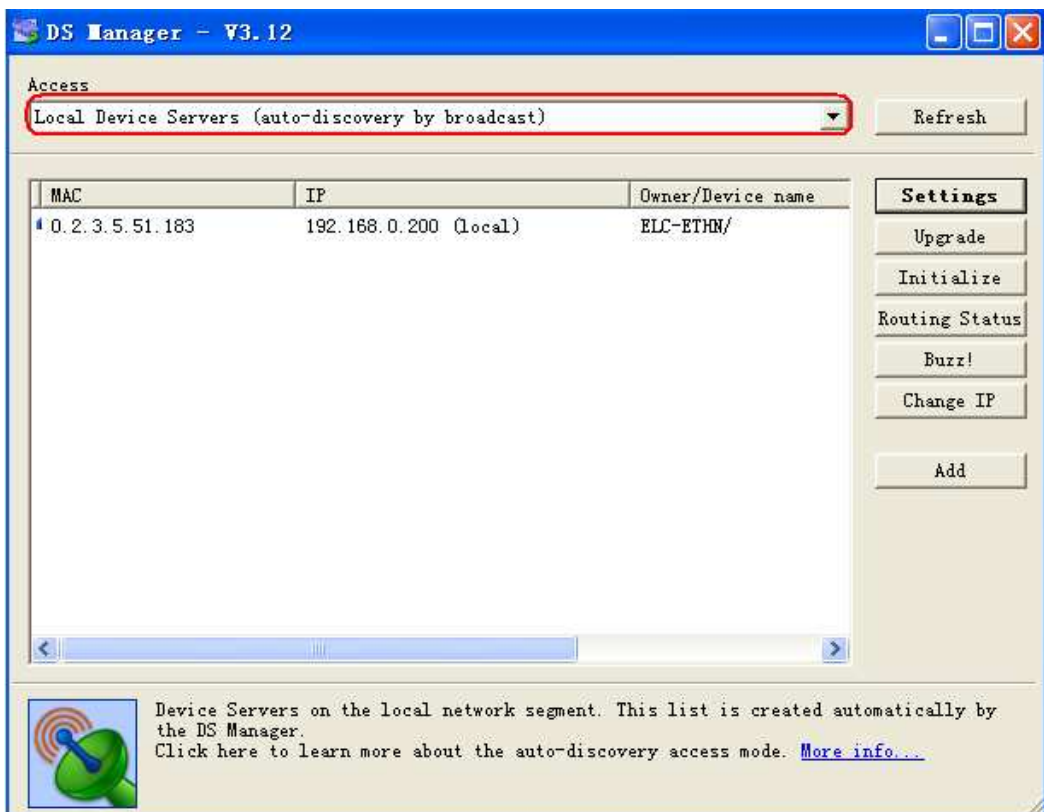 DS Manager - V3.12
Access
Local Device Servers (auto-discovery by broadcast)
Refresh
MAC IP Owner/Device name
0.2.3.5.51.183 192.168.0.200 (local) ELC-ETHN/
Settings
Upgrade
Initialize
Routing Status
Buzz!
Change IP
Add
Device Servers on the local network segment. This list is created automatically by
the DS Manager.
Click here to learn more about the auto-discovery access mode. More info...